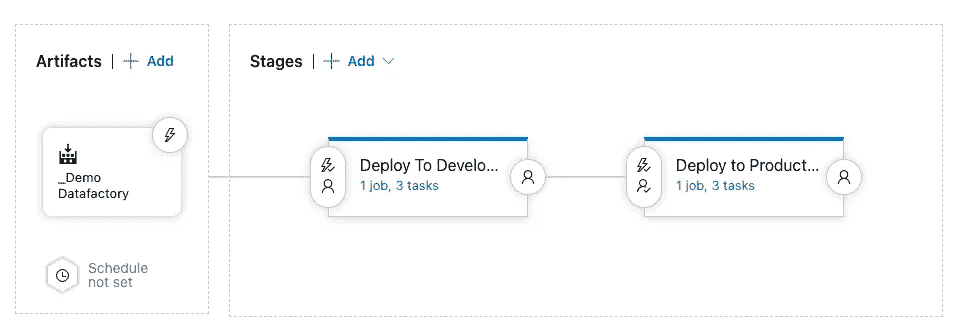 Artifacts | + Add
Stages | + Add
_Demo
Datafactory
Schedule
not set
Deploy To Develo...
1 job, 3 tasks
Deploy to Product...
1 job, 3 tasks